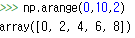 >>> np.arange(0,10,2)
array([0, 2, 4, 6, 8])